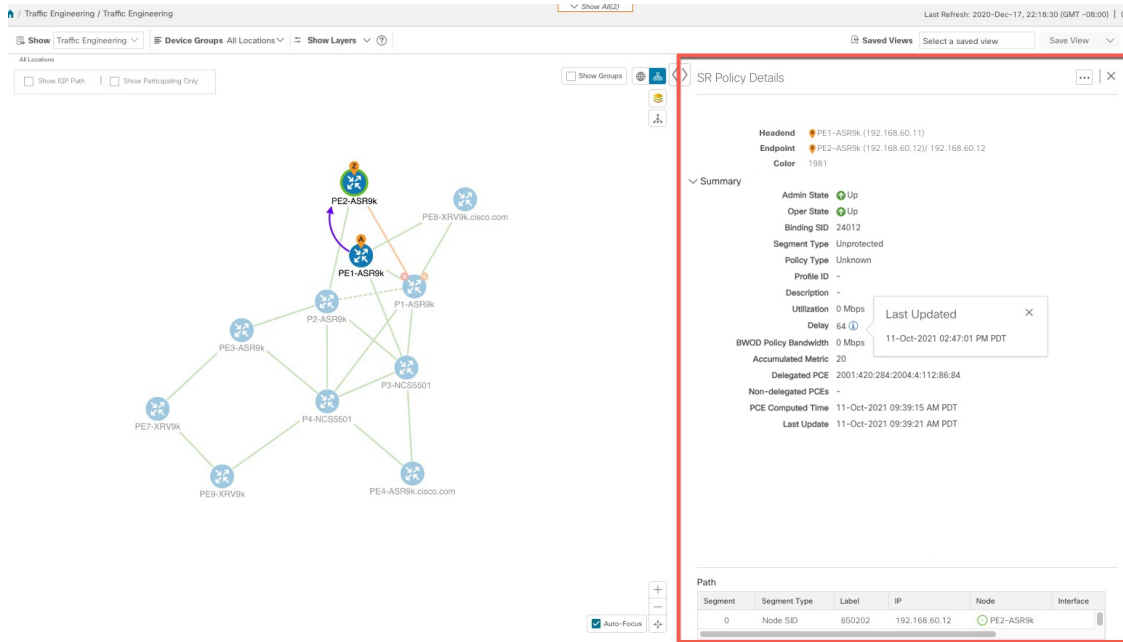 / Traffic Engineering / Traffic Engineering
Show All(2)
Last Refresh: 2020-Dec-17, 22:18:30 (GMT -08:00) |
Show Traffic Engineering Device Groups All Locations Show Layers ?
Saved Views Select a saved view Save View
All Locations
Show IGP Path | Show Participating Only
Show Groups
SR Policy Details
Headend PE1-ASR9k (192.168.60.11)
Endpoint PE2-ASR9k (192.168.60.12)/ 192.168.60.12
Color 1981
Summary
Admin State Up
Oper State Up
Binding SID 24012
Segment Type Unprotected
Policy Type Unknown
Profile ID -
Description -
Utilization 0 Mbps
Delay 64
BWOD Policy Bandwidth 0 Mbps
Accumulated Metric 20
Delegated PCE 2001:420:284:2004:4:112:86:84
Non-delegated PCEs -
PCE Computed Time 11-Oct-2021 09:39:15 AM PDT
Last Update 11-Oct-2021 09:39:21 AM PDT
Last Updated
11-Oct-2021 02:47:01 PM PDT
Z
PE2-ASR9k
PE8-XRV9k.cisco.com
A
PE1-ASR9k
P1-ASR9k
P2-ASR9k
PE3-ASR9k
P3-NCS5501
P4-NCS5501
PE7-XRV9k
PE9-XRV9k
PE4-ASR9k.cisco.com
Auto-Focus
Path
Segment Segment Type Label IP Node Interface
0 Node SID 650202 192.168.60.12 PE2-ASR9k